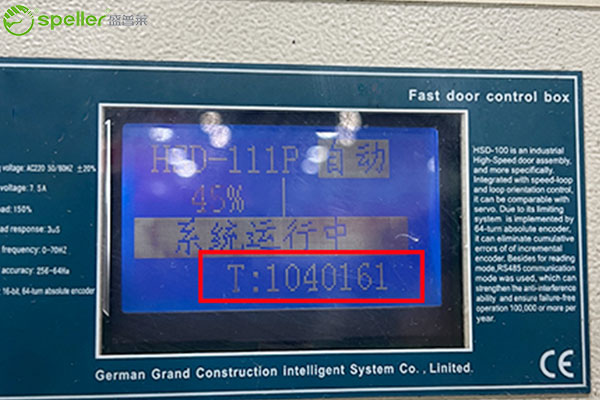 speller 盛普莱
Fast door control box
HSD-111P 自动
45%
系统运行中
T:1040161
voltage: AC220 50/60HZ ±20%
voltage: 7.5A
ad: 150%
ad response: 3uS
frequency: 0-70HZ
accuracy: 256-64Ha
16-bit, 64-turn absolute encoder
HSD-100 is an industrial
High-Speed door assembly,
and more specifically.
Integrated with speed-loop
and loop orientation control,
it can be comparable with
servo. Due to its limiting
system is implemented by
64-turn absolute encoder,
it can eliminate cumulative
errors of of incremental
encoder. Besides for reading
mode,RS485 communication
mode was used, which can
strengthen the anti-interference
ability and ensure failure-free
operation 100,000 or more per
year.
CE
German Grand Construction intelligent System Co. , Linited.